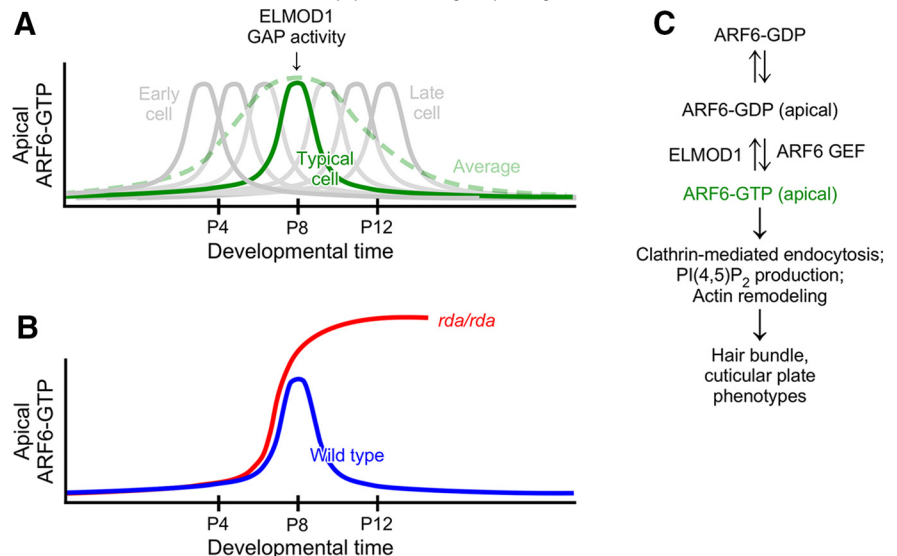 A
ELMOD1
GAP activity
Early
cell
Late
cell
Typical
cell
Average
Apical
ARF6-GTP
P4
P8
P12
Developmental time
B
rda/rda
Wild type
Apical
ARF6-GTP
P4
P8
P12
Developmental time
C
ARF6-GDP
ARF6-GDP (apical)
ELMOD1
ARF6 GEF
ARF6-GTP (apical)
Clathrin-mediated endocytosis;
PI(4,5)P2 production;
Actin remodeling
Hair bundle,
cuticular plate
phenotypes